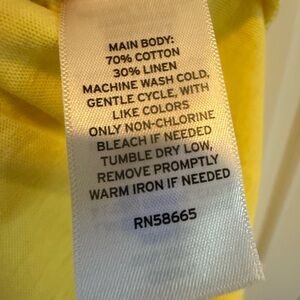 MAIN BODY:
70% COTTON
30% LINEN
MACHINE WASH COLD,
GENTLE CYCLE, WITH
LIKE COLORS
ONLY NON-CHLORINE
BLEACH IF NEEDED
TUMBLE DRY LOW,
REMOVE PROMPTLY
WARM IRON IF NEEDED
RN58665